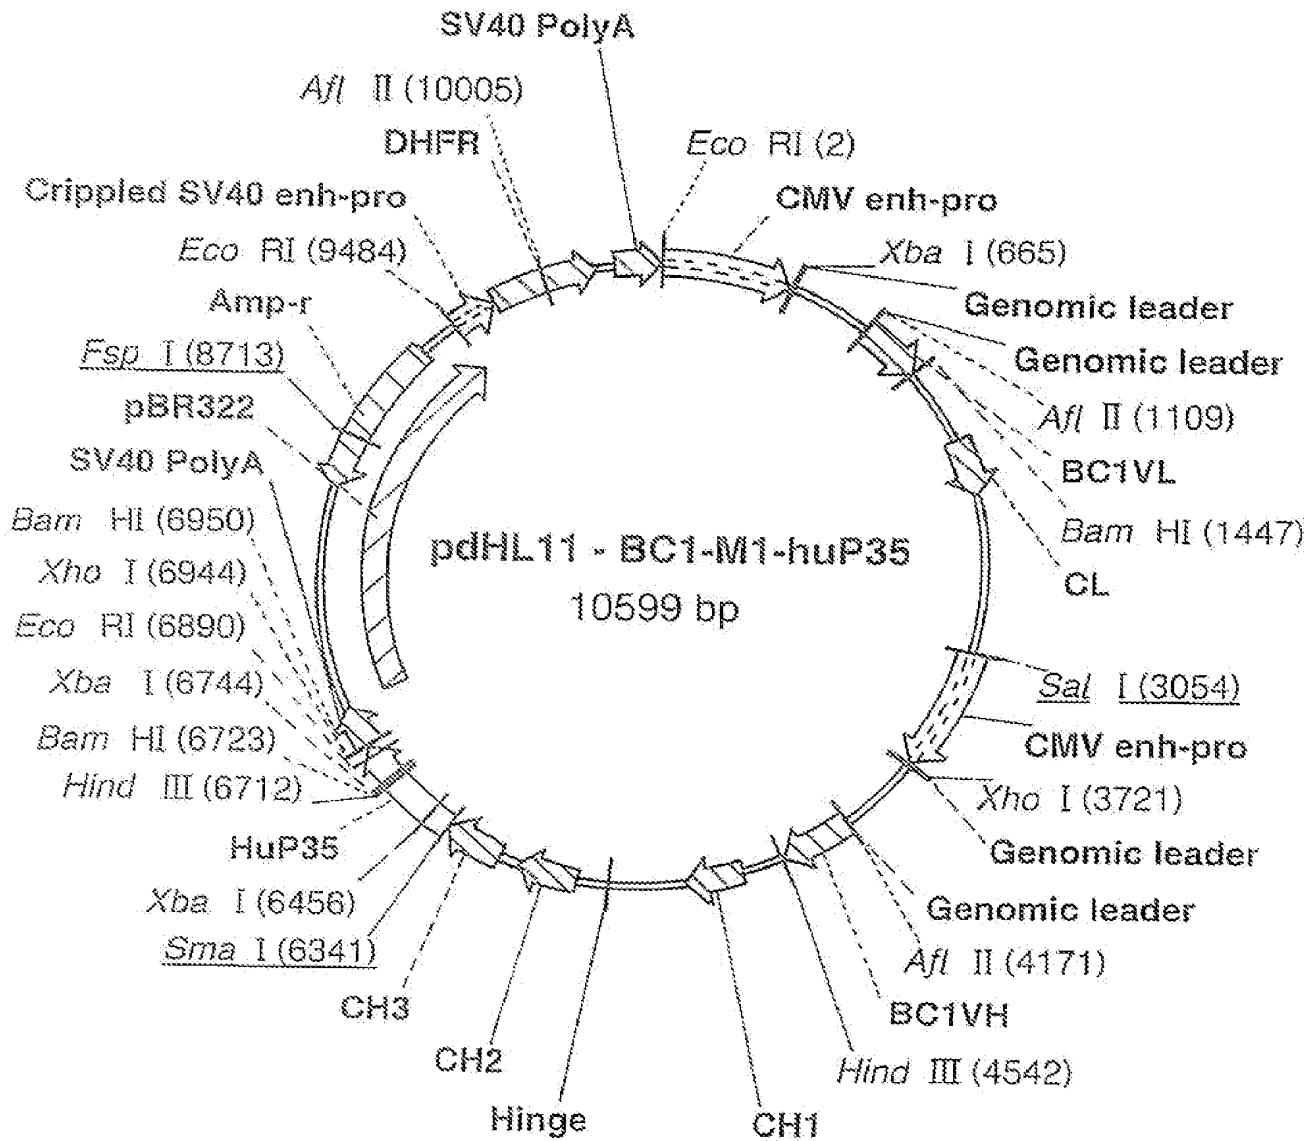 SV40 PolyA
Afl II (10005)
DHFR
Eco RI (2)
Crippled SV40 enh-pro
CMV enh-pro
Eco RI (9484)
Xba I (665)
Amp-r
Genomic leader
Fsp I (8713)
Genomic leader
pBR322
Afl II (1109)
SV40 PolyA
BC1VL
Bam HI (6950)
Bam HI (1447)
pdHL11 - BC1-M1-huP35
10599 bp
Xho I (6944)
CL
Eco RI (6890)
Xba I (6744)
Sal I (3054)
Bam HI (6723)
CMV enh-pro
Hind III (6712)
Xho I (3721)
HuP35
Genomic leader
Xba I (6456)
Genomic leader
Sma I (6341)
Afl II (4171)
CH3
BC1VH
CH2
Hind III (4542)
Hinge
CH1